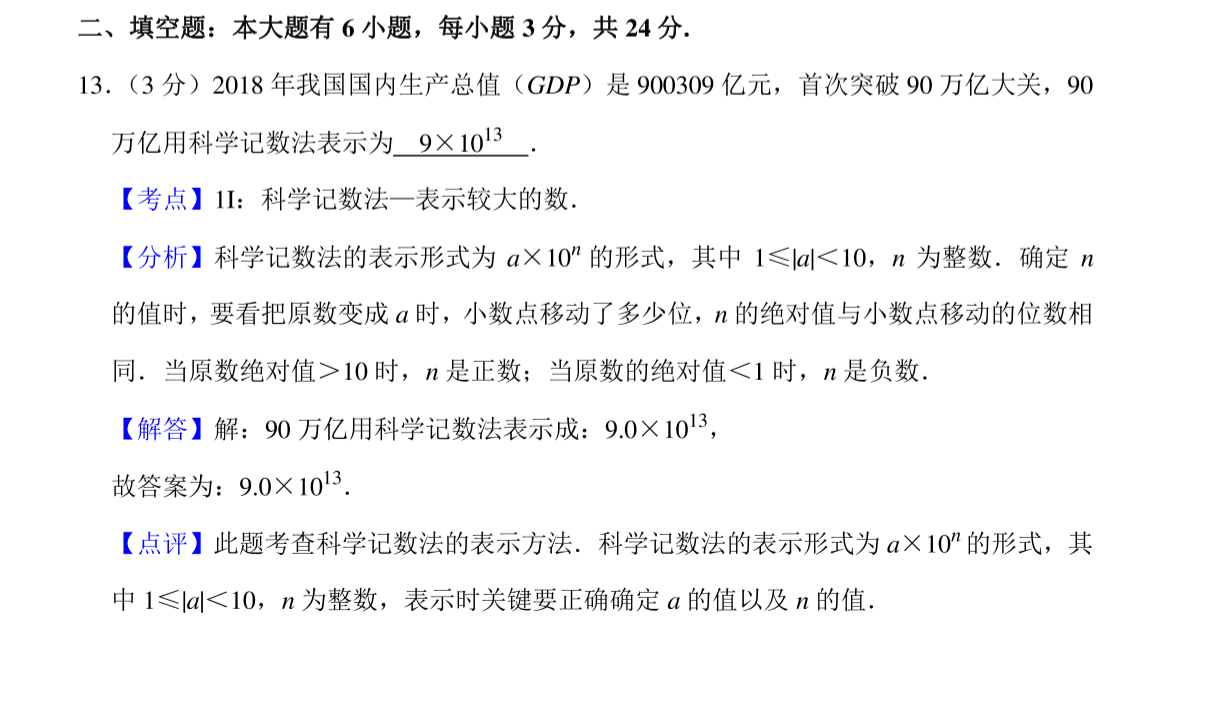 二、填空题：本大题有 6 小题，每小题 3 分，共 24 分．
13．（3 分）2018 年我国国内生产总值（GDP）是 900309 亿元，首次突破 90 万亿大关，90
万亿用科学记数法表示为 9×10¹³ ．
【考点】1I：科学记数法—表示较大的数．
【分析】科学记数法的表示形式为 a×10ⁿ 的形式，其中 1≤|a|＜10，n 为整数．确定 n
的值时，要看把原数变成 a 时，小数点移动了多少位，n 的绝对值与小数点移动的位数相
同．当原数绝对值＞10 时，n 是正数；当原数的绝对值＜1 时，n 是负数．
【解答】解：90 万亿用科学记数法表示成：9.0×10¹³，
故答案为：9.0×10¹³．
【点评】此题考查科学记数法的表示方法．科学记数法的表示形式为 a×10ⁿ 的形式，其
中 1≤|a|＜10，n 为整数，表示时关键要正确确定 a 的值以及 n 的值．